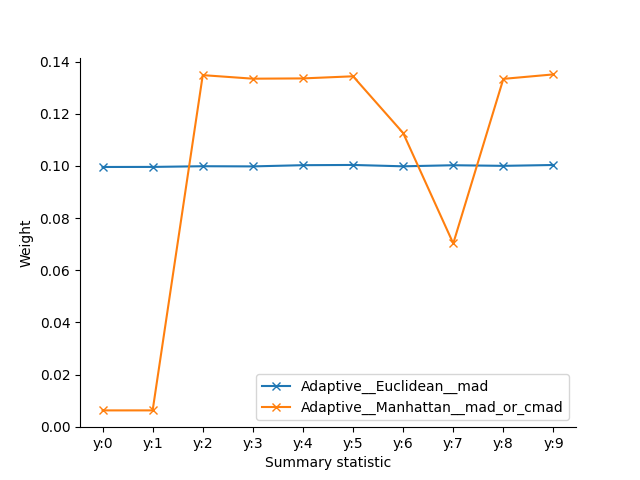 0.14
0.12
0.10
0.08
0.06
0.04
0.02
0.00
Weight
Adaptive__Euclidean__mad
Adaptive__Manhattan__mad_or_cmad
y:0 y:1 y:2 y:3 y:4 y:5 y:6 y:7 y:8 y:9
Summary statistic